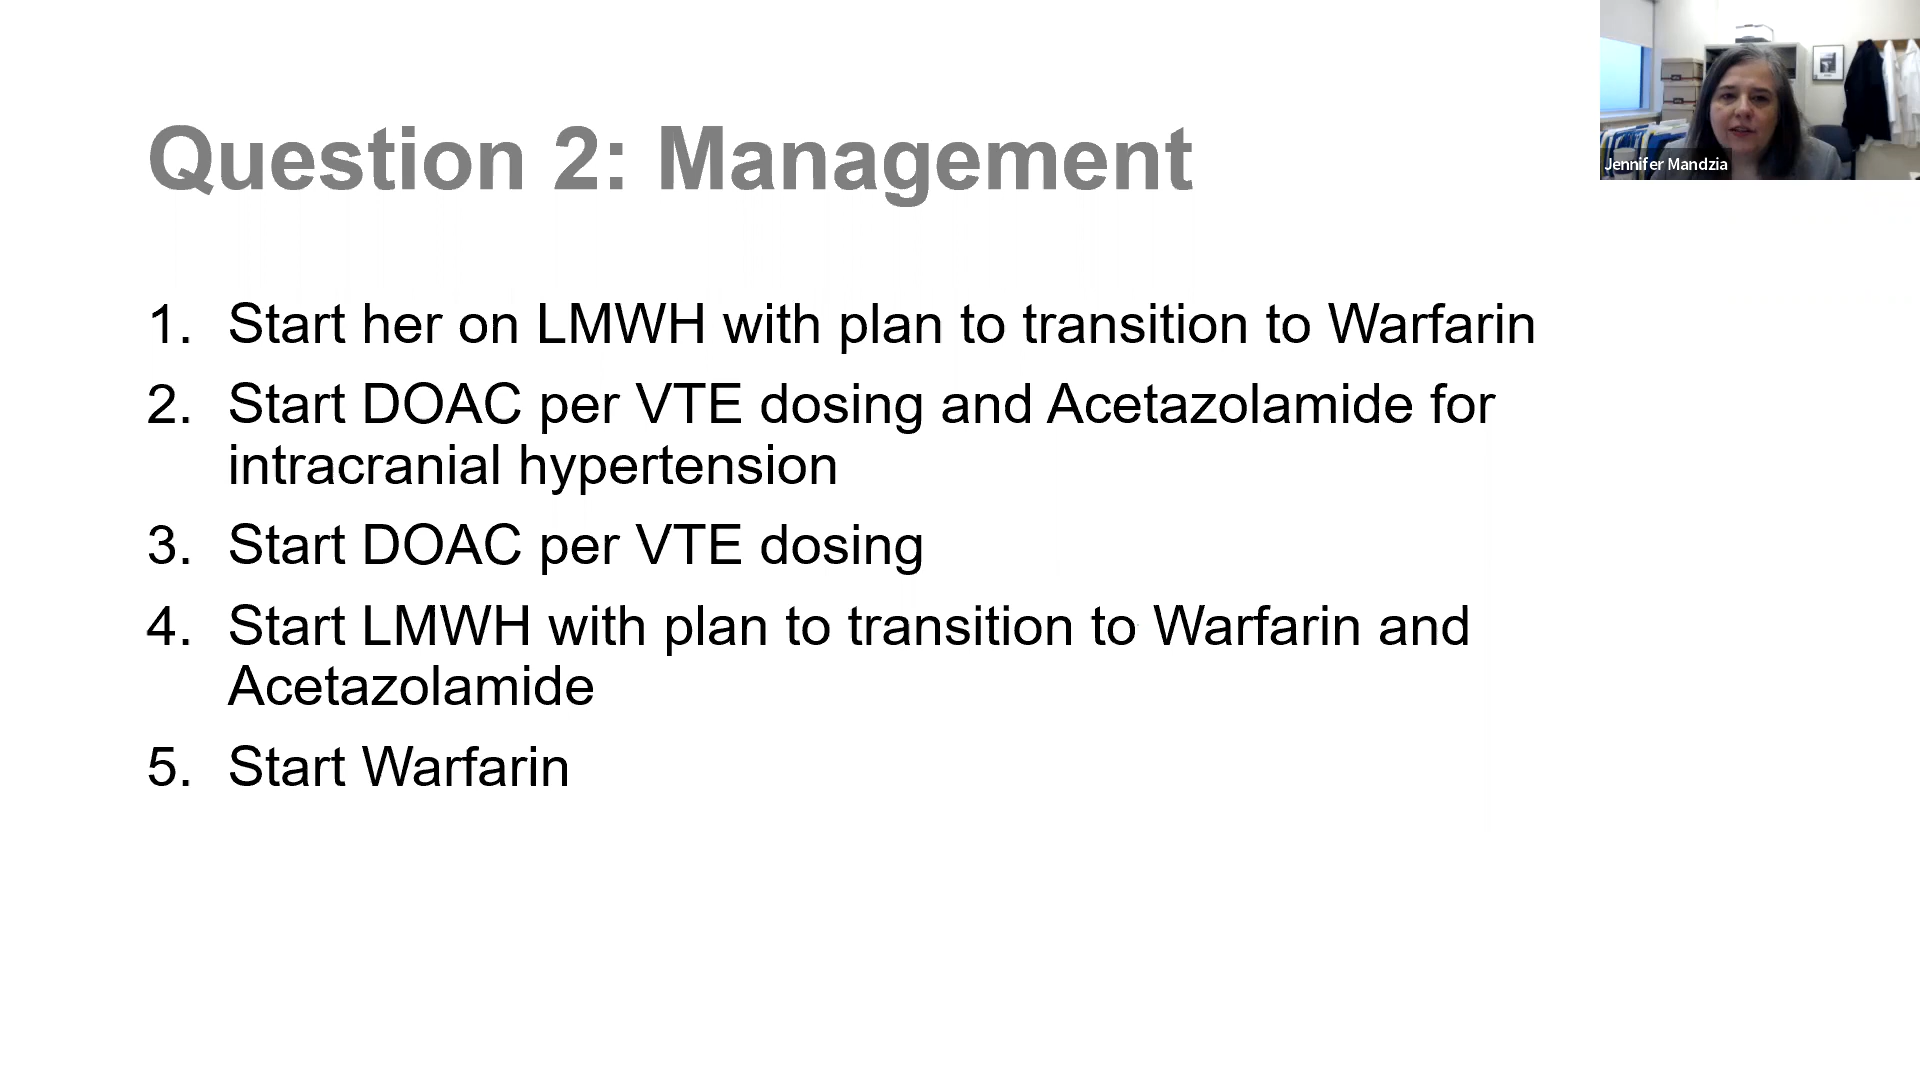 Question 2: Management
Jennifer Mandzia
1. Start her on LMWH with plan to transition to Warfarin
2. Start DOAC per VTE dosing and Acetazolamide for
intracranial hypertension
3. Start DOAC per VTE dosing
4. Start LMWH with plan to transition to Warfarin and
Acetazolamide
5. Start Warfarin